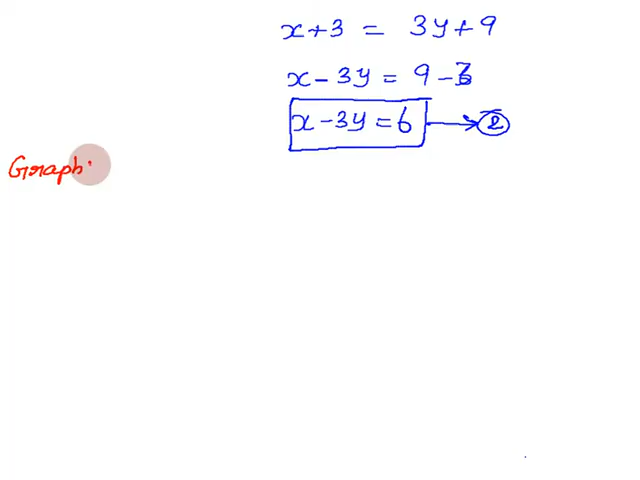 x+3 = 3y+9
x-3y = 9-3
x-3y=6 → ②
Graph